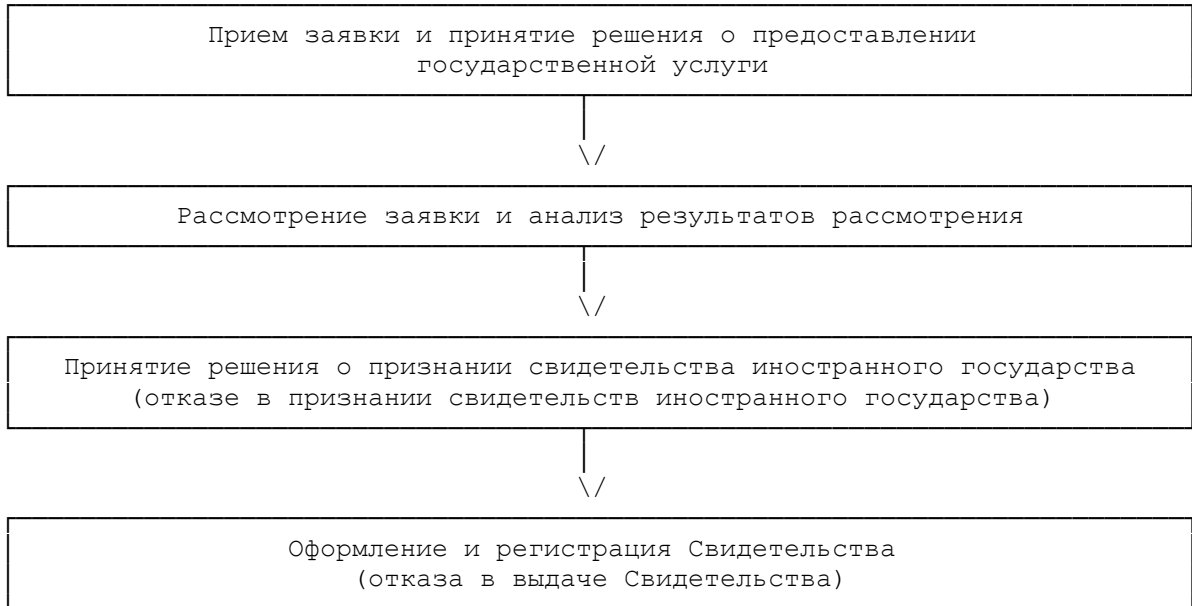 Прием заявки и принятие решения о предоставлении
государственной услуги
\/
Рассмотрение заявки и анализ результатов рассмотрения
\/
Принятие решения о признании свидетельства иностранного государства
(отказе в признании свидетельств иностранного государства)
\/
Оформление и регистрация Свидетельства
(отказа в выдаче Свидетельства)